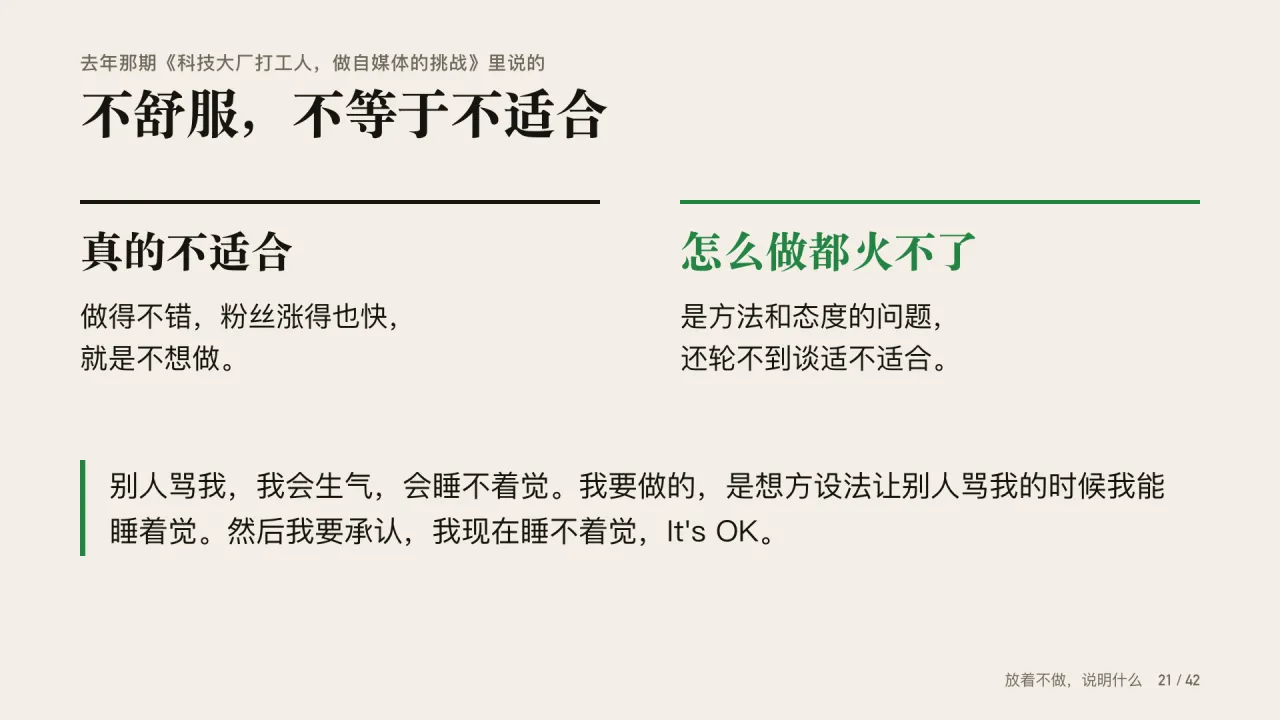 去年那期《科技大厂打工人，做自媒体的挑战》里说的
不舒服，不等于不适合
真的不适合
做得不错，粉丝涨得也快，
就是不想做。
怎么做都火不了
是方法和态度的问题，
还轮不到谈适不适合。
别人骂我，我会生气，会睡不着觉。我要做的，是想方设法让别人骂我的时候我能
睡着觉。然后我要承认，我现在睡不着觉，It's OK。
放着不做，说明什么 21 / 42